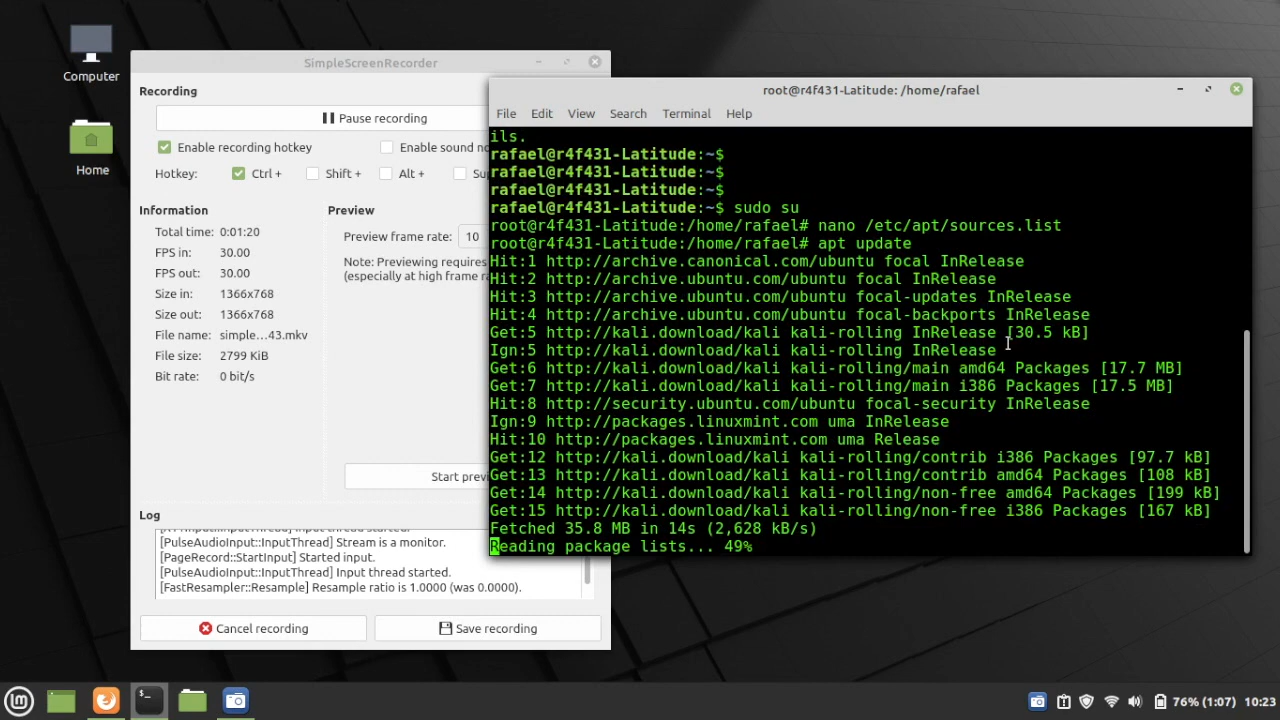 Computer
Home
SimpleScreenRecorder
Recording
Pause recording
Enable recording hotkey
Enable sound no
Hotkey:
Ctrl +
Shift +
Alt +
Sup
Information
Preview
Total time: 0:01:20
FPS in: 30.00
FPS out: 30.00
Size in: 1366x768
Size out: 1366x768
File name: simple...43.mkv
File size: 2799 KiB
Bit rate: 0 bit/s
Preview frame rate: 10
Note: Previewing requires
(especially at high frame ra
Start previ
Log
[PulseAudioInput::InputThread] Stream is a monitor.
[PageRecord::StartInput] Started input.
[PulseAudioInput::InputThread] Input thread started.
[FastResampler::Resample] Resample ratio is 1.0000 (was 0.0000).
Cancel recording
Save recording
root@r4f431-Latitude: /home/rafael
File Edit View Search Terminal Help
ils.
rafael@r4f431-Latitude:~$
rafael@r4f431-Latitude:~$
rafael@r4f431-Latitude:~$
rafael@r4f431-Latitude:~$ sudo su
root@r4f431-Latitude:/home/rafael# nano /etc/apt/sources.list
root@r4f431-Latitude:/home/rafael# apt update
Hit:1 http://archive.canonical.com/ubuntu focal InRelease
Hit:2 http://archive.ubuntu.com/ubuntu focal InRelease
Hit:3 http://archive.ubuntu.com/ubuntu focal-updates InRelease
Hit:4 http://archive.ubuntu.com/ubuntu focal-backports InRelease
Get:5 http://kali.download/kali kali-rolling InRelease [30.5 kB]
Ign:5 http://kali.download/kali kali-rolling InRelease
Get:6 http://kali.download/kali kali-rolling/main amd64 Packages [17.7 MB]
Get:7 http://kali.download/kali kali-rolling/main i386 Packages [17.5 MB]
Hit:8 http://security.ubuntu.com/ubuntu focal-security InRelease
Ign:9 http://packages.linuxmint.com uma InRelease
Hit:10 http://packages.linuxmint.com uma Release
Get:12 http://kali.download/kali kali-rolling/contrib i386 Packages [97.7 kB]
Get:13 http://kali.download/kali kali-rolling/contrib amd64 Packages [108 kB]
Get:14 http://kali.download/kali kali-rolling/non-free amd64 Packages [199 kB]
Get:15 http://kali.download/kali kali-rolling/non-free i386 Packages [167 kB]
Fetched 35.8 MB in 14s (2,628 kB/s)
Reading package lists... 49%
76% (1:07) 10:23